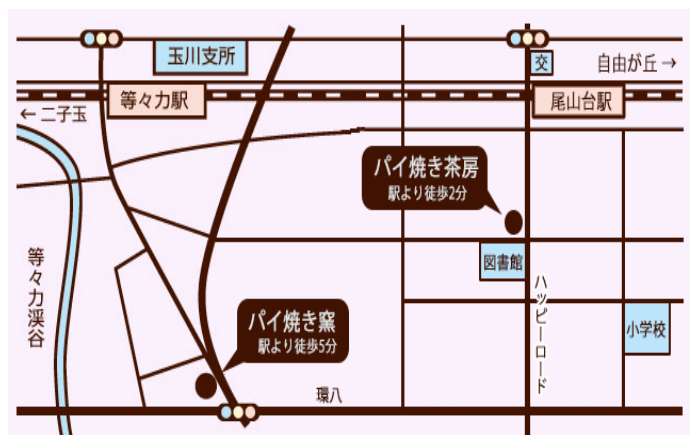 玉川支所
交
自由が丘 →
等々力駅
尾山台駅
← 二子玉
パイ焼き茶房
駅より徒歩2分
図書館
等々力渓谷
ハッピーロード
パイ焼き窯
駅より徒歩5分
小学校
環八